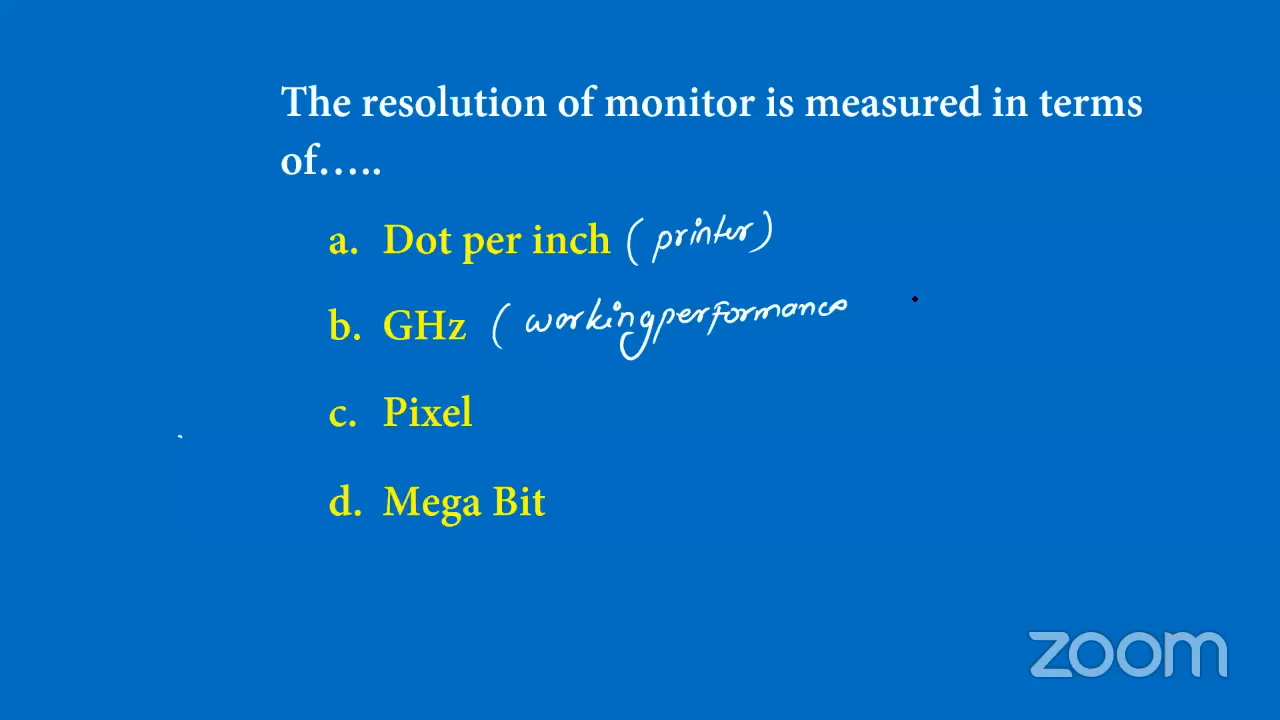 The resolution of monitor is measured in terms
of.....
a. Dot per inch (printer)
b. GHz (workingperformance
c. Pixel
d. Mega Bit
zoom